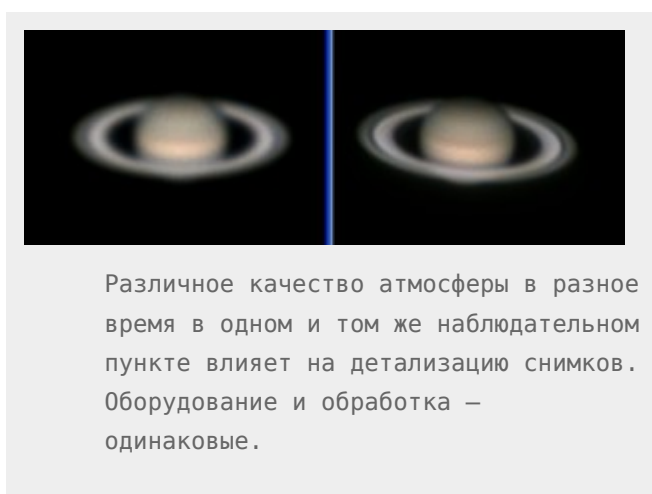 Различное качество атмосферы в разное
время в одном и том же наблюдательном
пункте влияет на детализацию снимков.
Оборудование и обработка —
одинаковые.